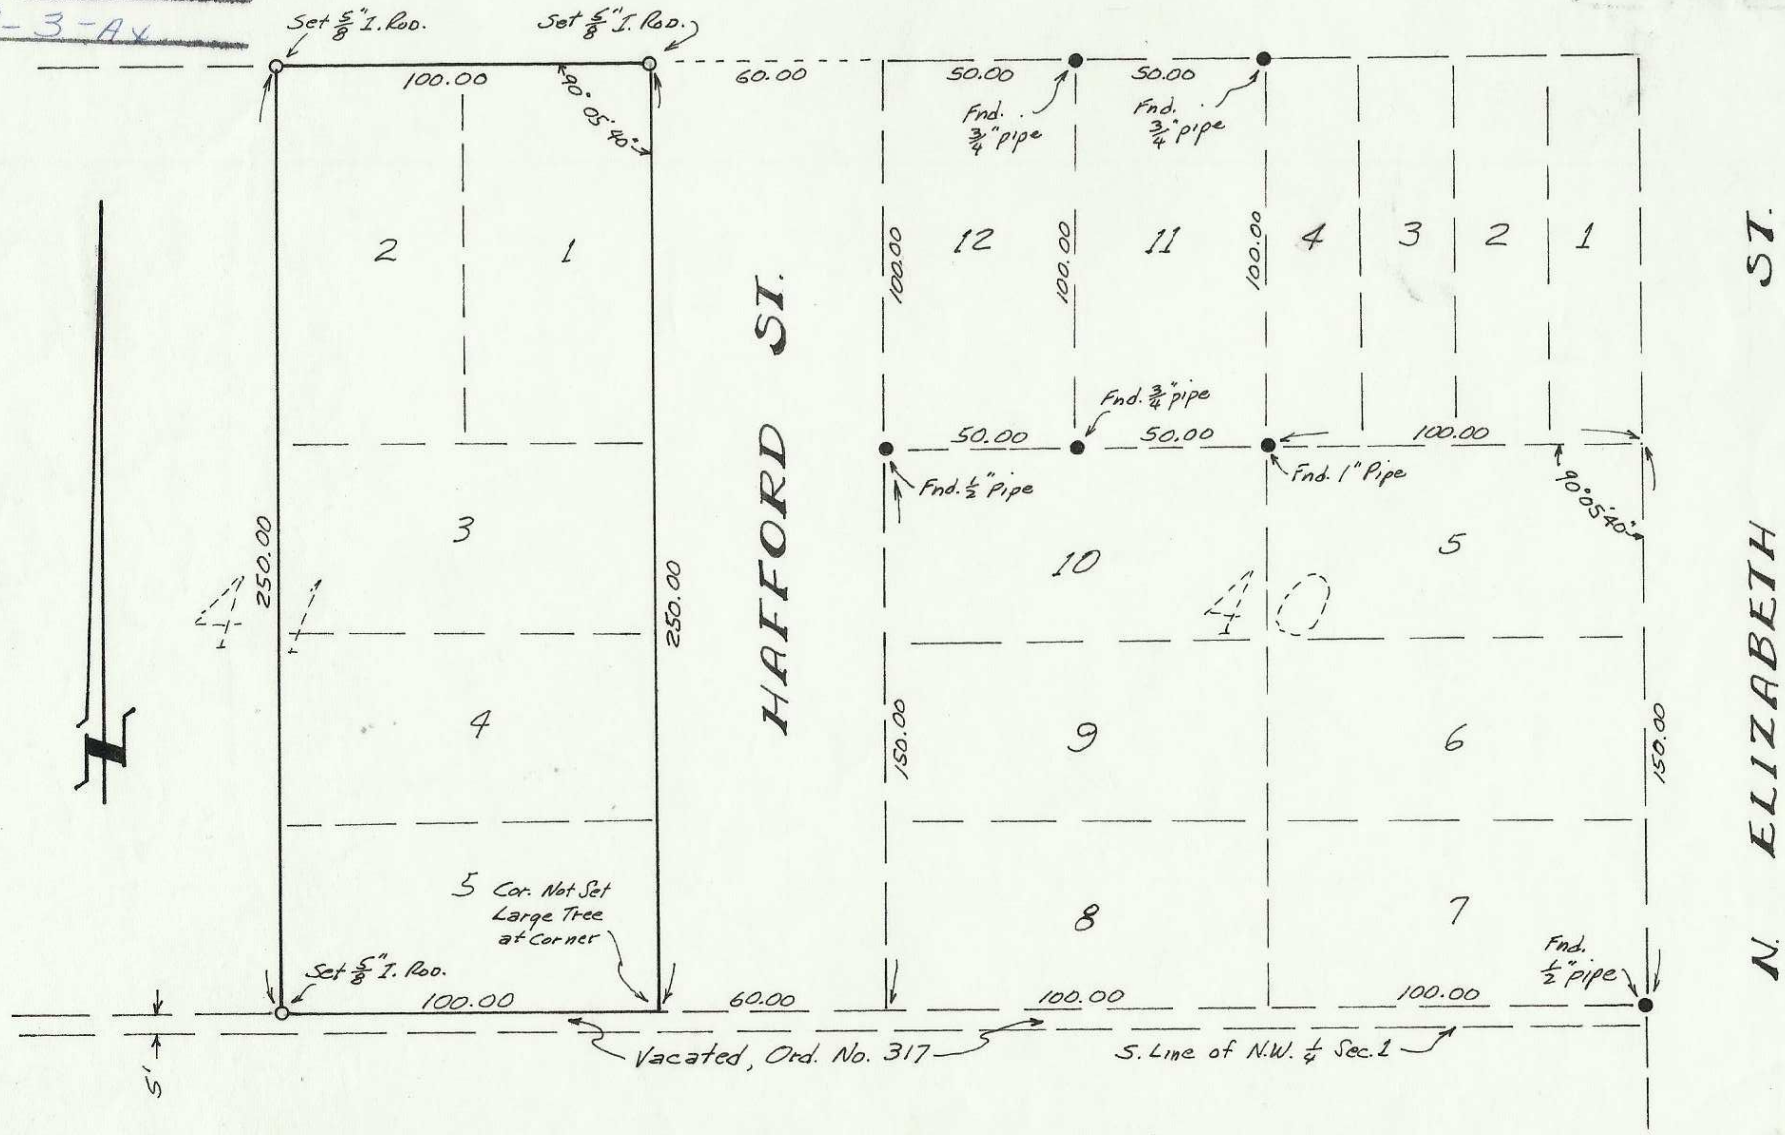 -3-Ax
Set 5/8" I. Rod.
Set 5/8" I. Rod.
100.00
60.00
50.00
50.00
90° 05' 40"
Fnd.
3/4" pipe
Fnd.
3/4" pipe
2
1
100.00
12
100.00
11
100.00
4
3
2
1
HAFFORD ST.
N. ELIZABETH ST.
Fnd. 3/4" pipe
50.00
50.00
100.00
Fnd. 1/2" pipe
Fnd. 1" Pipe
90° 05' 40"
250.00
3
250.00
10
5
41
40
4
9
6
150.00
150.00
5
Cor. Not Set
Large Tree
at Corner
8
7
Fnd.
1/2" pipe
Set 5/8" I. Rod.
100.00
60.00
100.00
100.00
5'
Vacated, Ord. No. 317
S. Line of N.W. 1/4 Sec. 1